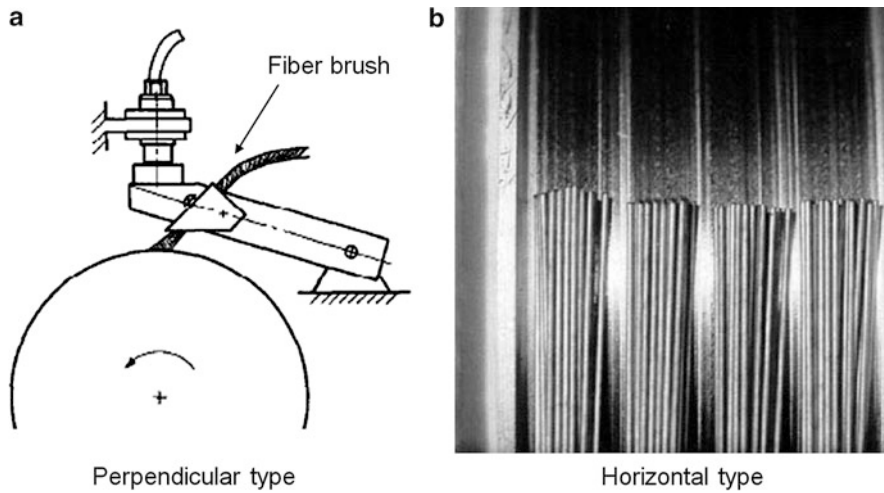 a
Fiber brush
Perpendicular type
b
Horizontal type